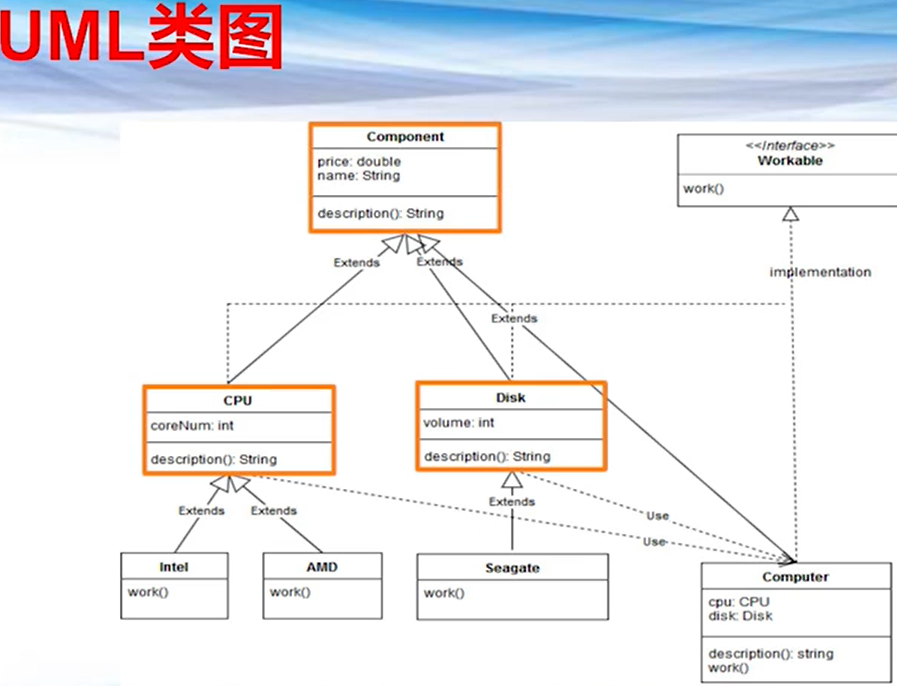 UML类图
Component
price: double
name: String
description(): String
<<Interface>>
Workable
work()
Extends
Extends
implementation
Extends
CPU
coreNum: int
description(): String
Disk
volume: int
description(): String
Extends
Extends
Extends
Use
Use
Intel
work()
AMD
work()
Seagate
work()
Computer
cpu: CPU
disk: Disk
description(): string
work()